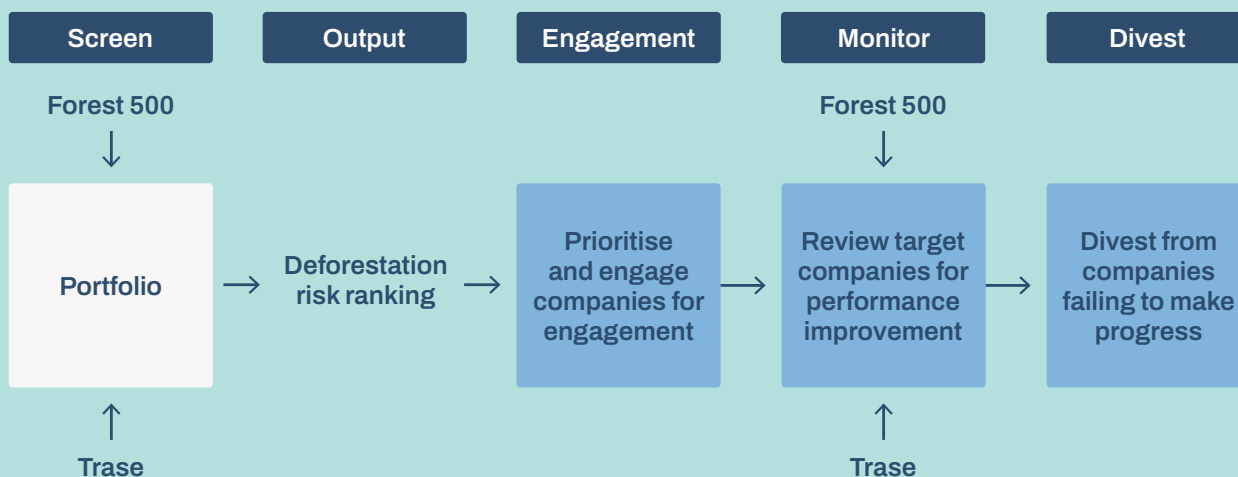 Screen
Output
Engagement
Monitor
Divest
Forest 500
Forest 500
Portfolio
Deforestation
risk ranking
Prioritise
and engage
companies for
engagement
Review target
companies for
performance
improvement
Divest from
companies
failing to make
progress
Trase
Trase